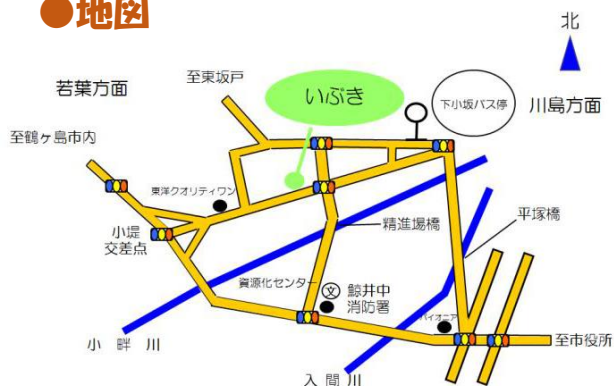 ●地図
北
至東坂戸
若葉方面
いぶき
下小坂バス停
川島方面
至鶴ヶ島市内
東洋クオリティワン
小堤
交差点
精進場橋
平塚橋
資源化センター
文
鯨井中
消防署
パイオニア
至市役所
小畔川
入間川